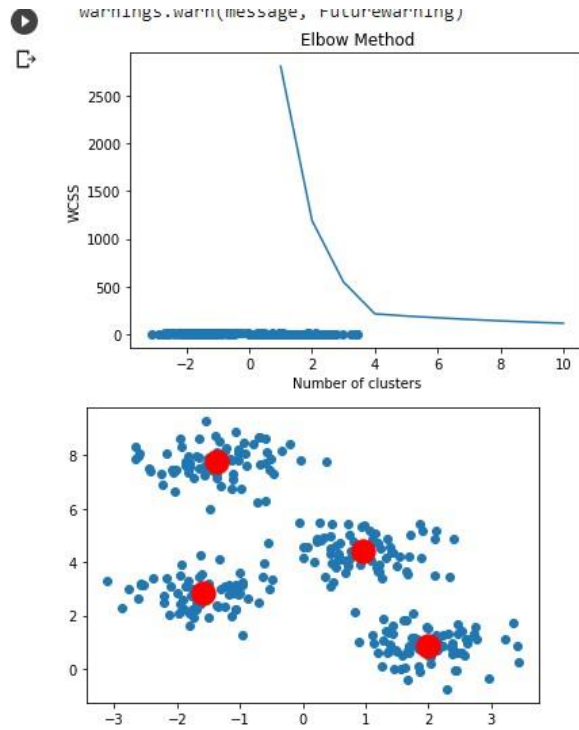 warnings.warn(message, FutureWarning)
Elbow Method
2500
2000
1500
1000
500
0
WCSS
−2 0 2 4 6 8 10
Number of clusters
8
6
4
2
0
−3 −2 −1 0 1 2 3